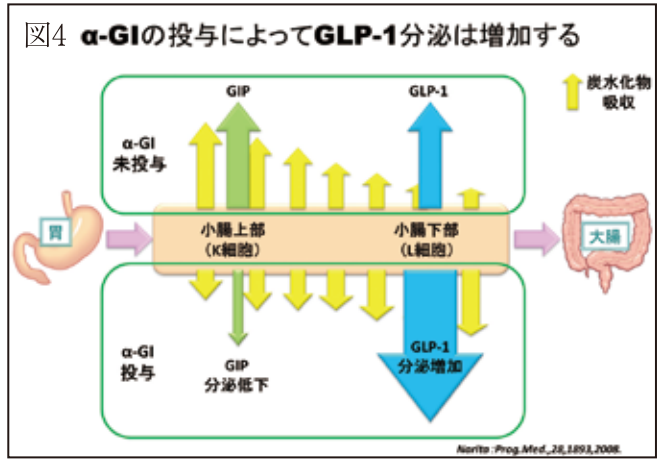 図4 α-GIの投与によってGLP-1分泌は増加する
炭水化物
吸収
GIP
GLP-1
α-GI
未投与
胃
小腸上部
(K細胞)
小腸下部
(L細胞)
大腸
α-GI
投与
GIP
分泌低下
GLP-1
分泌増加
Narita :Prog.Med.,28,1893,2008.